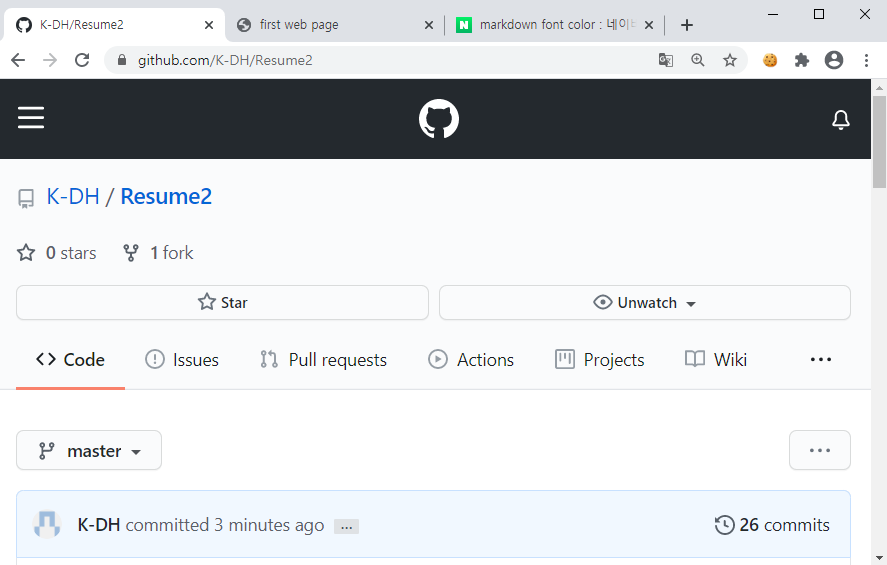 K-DH/Resume2
first web page
markdown font color : 네이
github.com/K-DH/Resume2
K-DH / Resume2
0 stars
1 fork
Star
Unwatch
Code
Issues
Pull requests
Actions
Projects
Wiki
master
K-DH committed 3 minutes ago
26 commits